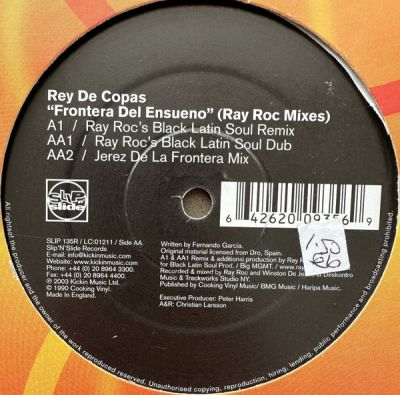 Rey De Copas
“Frontera Del Ensueno” (Ray Roc Mixes)
A1 / Ray Roc's Black Latin Soul Remix
AA1 / Ray Roc's Black Latin Soul Dub
AA2 / Jerez De La Frontera Mix
SLIP
slide
6 42620 09356 9
1.50
SLIP 135R / LC:01211 / Side AA.
Slip'N'Slide Records.
E-mail: info@kickinmusic.com
Website: www.kickinmusic.com
Phone: +44 (0) 20 8964 3300.
Fax: +44 (0) 20 8964 4400.
℗ 2003 Kickin Music Ltd.
© 1990 Cooking Vinyl.
Made In England.
Written by Fernando Garcia.
Original material licensed from Dro, Spain.
A1 & AA1 Remix & additional production by Ray
for Black Latin Soul Prod. / Big MGMT. / www.ray
Recorded & mixed by Ray Roc and Winston De Jes Deskontro
Music & Trackworks Studio NY.
Published by Cooking Vinyl Music/ BMG Music / Haripa Music.
Executive Producer: Peter Harris
A&R: Christian Larsson
All rights of the producer and the owner of the work reproduced reserved. Unauthorised copying, reproduction, hiring, lending, public performance and broadcasting prohibited.